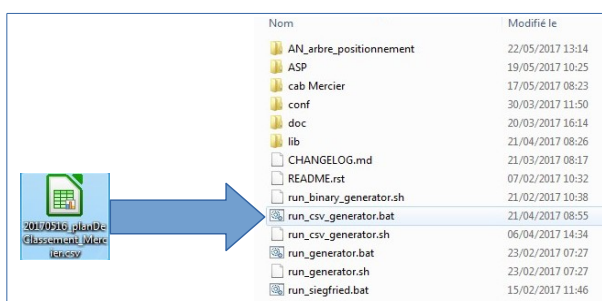 Nom Modifié le
AN_arbre_positionnement 22/05/2017 13:14
ASP 19/05/2017 10:25
cab Mercier 17/05/2017 08:23
conf 30/03/2017 11:50
doc 20/03/2017 16:14
lib 21/04/2017 08:26
CHANGELOG.md 21/03/2017 08:17
README.rst 07/02/2017 10:32
run_binary_generator.sh 21/02/2017 10:38
run_csv_generator.bat 21/04/2017 08:55
run_csv_generator.sh 06/04/2017 14:34
run_generator.bat 23/02/2017 07:27
run_generator.sh 23/02/2017 07:27
run_siegfried.bat 15/02/2017 11:46
20170516_planDe
Classement_Merc
ier.csv